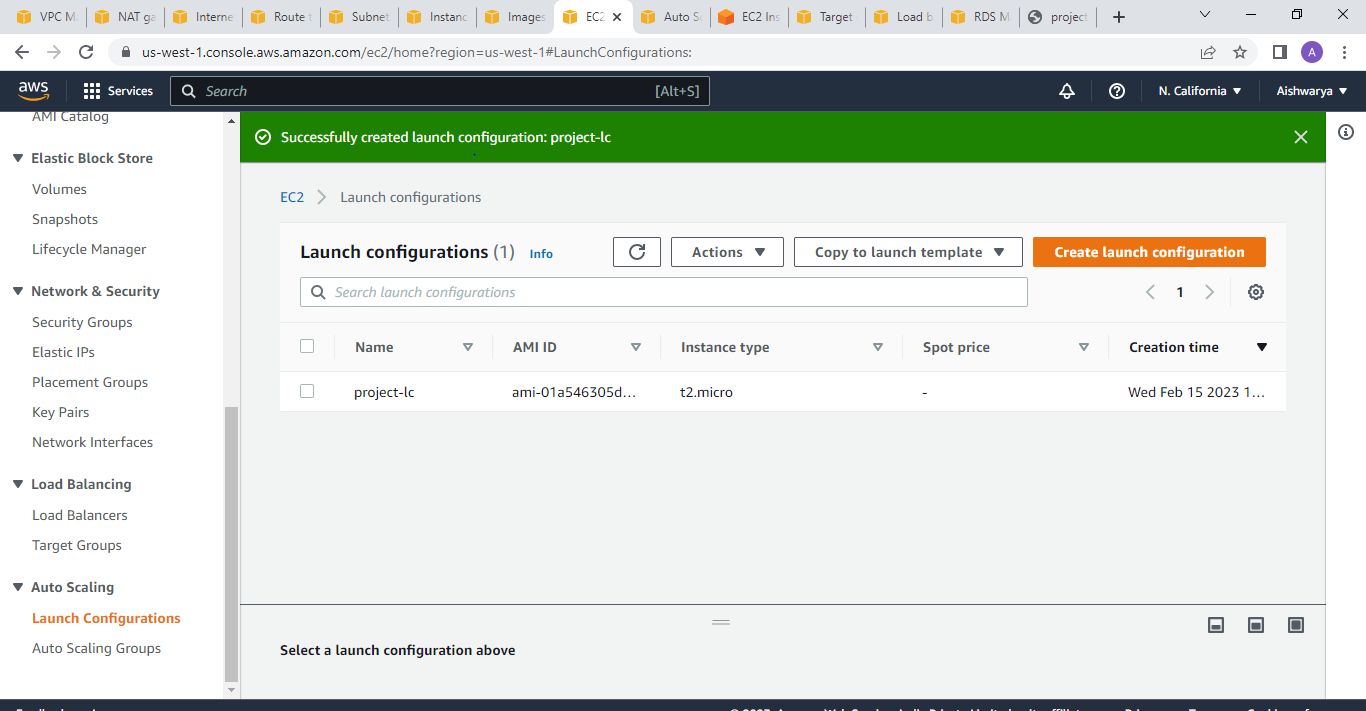 VPC Ma NAT ga Interne Route t Subnet Instanc Images EC2 Auto Sc EC2 Ins Target Load b RDS M project
us-west-1.console.aws.amazon.com/ec2/home?region=us-west-1#LaunchConfigurations:
A
aws Services Search [Alt+S] N. California Aishwarya
AMI Catalog
Elastic Block Store
Volumes
Snapshots
Lifecycle Manager
Network & Security
Security Groups
Elastic IPs
Placement Groups
Key Pairs
Network Interfaces
Load Balancing
Load Balancers
Target Groups
Auto Scaling
Launch Configurations
Auto Scaling Groups
Successfully created launch configuration: project-lc
EC2 Launch configurations
Launch configurations (1) Info Actions Copy to launch template Create launch configuration
Search launch configurations 1
Name AMI ID Instance type Spot price Creation time
project-lc ami-01a546305d... t2.micro - Wed Feb 15 2023 1...
Select a launch configuration above